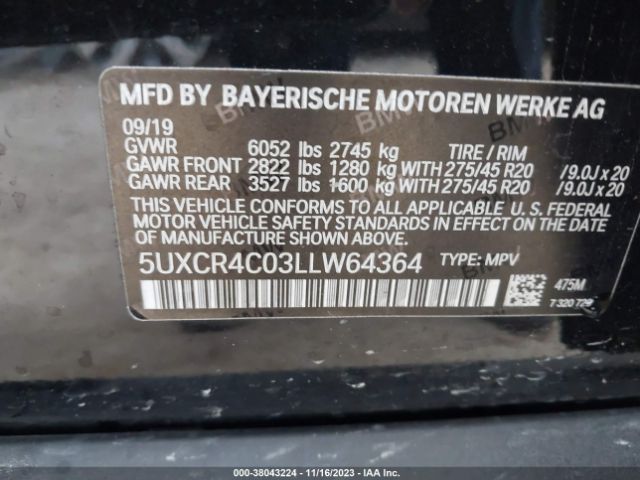 MFD BY BAYERISCHE MOTOREN WERKE AG
09/19
GVWR 6052 lbs 2745 kg TIRE / RIM
GAWR FRONT 2822 lbs 1280 kg WITH 275/45 R20 /9.0J x 20
GAWR REAR 3527 lbs 1600 kg WITH 275/45 R20 /9.0J x 20
THIS VEHICLE CONFORMS TO ALL APPLICABLE U. S. FEDERAL
MOTOR VEHICLE SAFETY STANDARDS IN EFFECT ON THE DATE
OF MANUFACTURE SHOWN ABOVE.
5UXCR4C03LLW64364 TYPE: MPV
475M
7 320 729
000-38043224 - 11/16/2023 - IAA Inc.